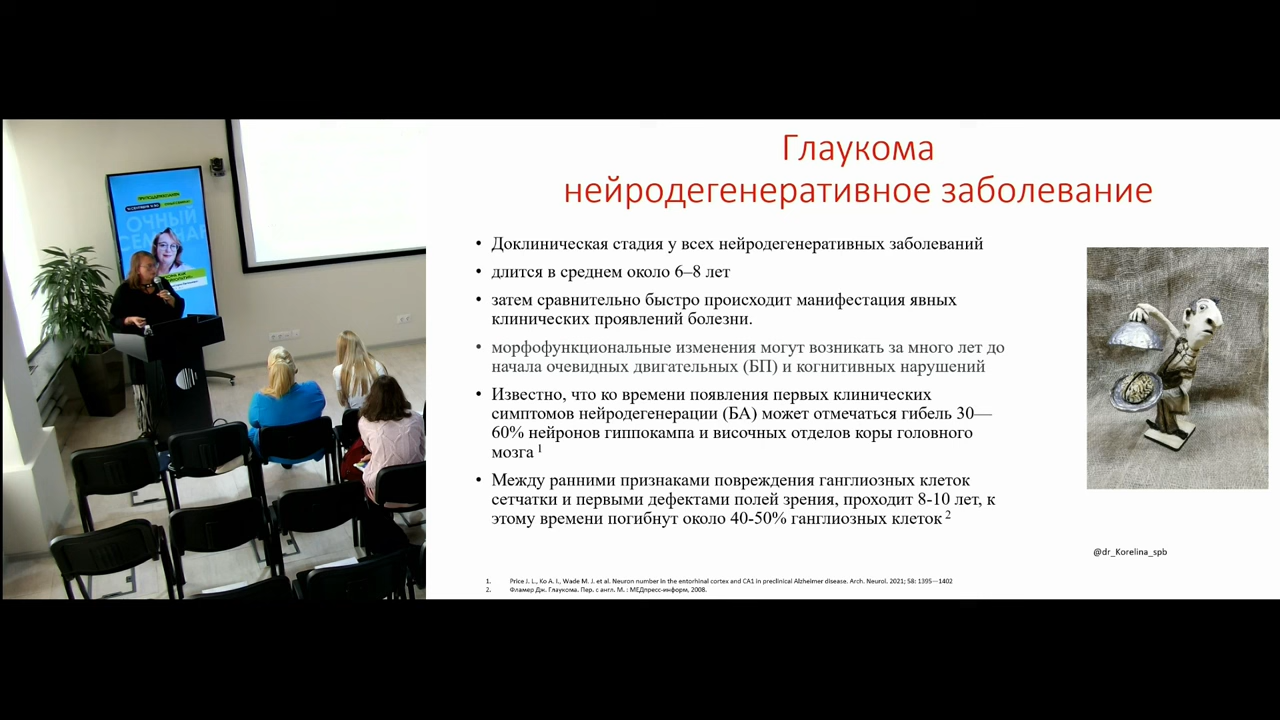 ОЧНЫЙ
Глаукома
нейродегенеративное заболевание
• Доклиническая стадия у всех нейродегенеративных заболеваний
• длится в среднем около 6–8 лет
• затем сравнительно быстро происходит манифестация явных
клинических проявлений болезни.
• морфофункциональные изменения могут возникать за много лет до
начала очевидных двигательных (БП) и когнитивных нарушений
• Известно, что ко времени появления первых клинических
симптомов нейродегенерации (БА) может отмечаться гибель 30—
60% нейронов гиппокампа и височных отделов коры головного
мозга 1
• Между ранними признаками повреждения ганглиозных клеток
сетчатки и первыми дефектами полей зрения, проходит 8-10 лет, к
этому времени погибнут около 40-50% ганглиозных клеток 2
@dr_Korelina_spb
1. Price J. L., Ko A. I., Wade M. J. et al. Neuron number in the entorhinal cortex and CA1 in preclinical Alzheimer disease. Arch. Neurol. 2021; 58: 1395—1402
2. Фламер Дж. Глаукома. Пер. с англ. М. : МЕДпресс-информ, 2008.